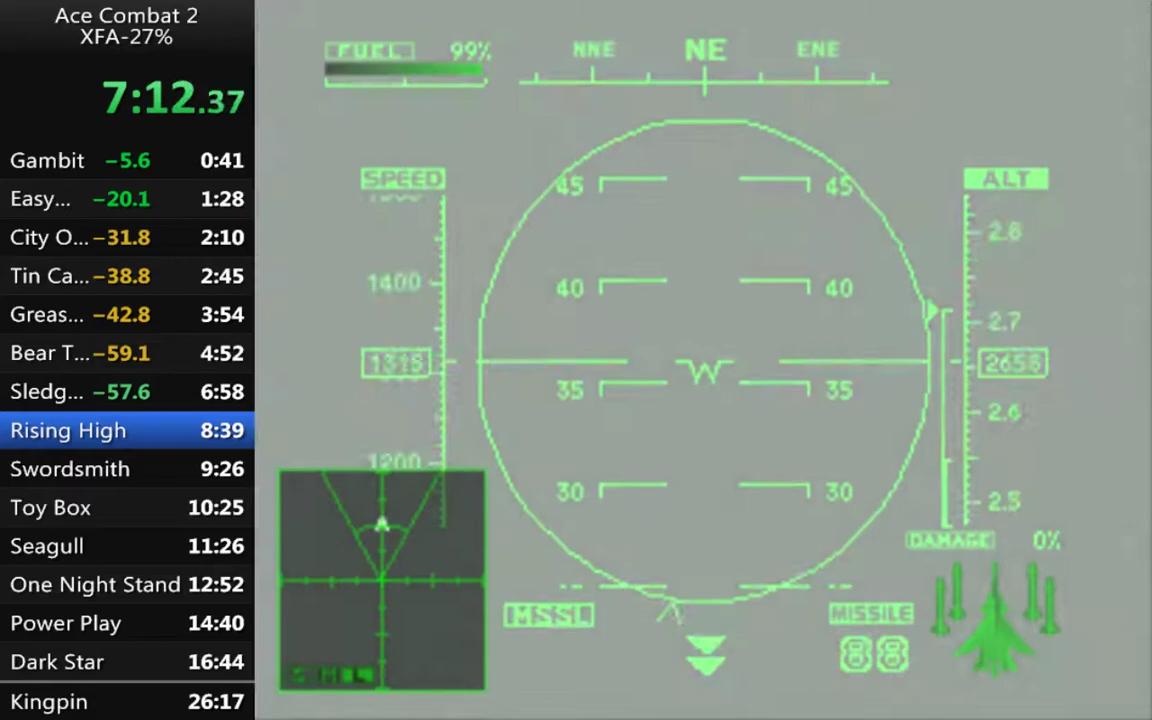 Ace Combat 2
XFA-27%
7:12.37
Gambit -5.6 0:41
Easy... -20.1 1:28
City O... -31.8 2:10
Tin Ca... -38.8 2:45
Greas... -42.8 3:54
Bear T... -59.1 4:52
Sledg... -57.6 6:58
Rising High 8:39
Swordsmith 9:26
Toy Box 10:25
Seagull 11:26
One Night Stand 12:52
Power Play 14:40
Dark Star 16:44
Kingpin 26:17
FUEL 99%
NNE NE ENE
SPEED
1400
1318
1200
45 45
40 40
35 35
30 30
ALT
2.8
2.7
2658
2.6
2.5
DAMAGE 0%
MSSL
MISSILE
88